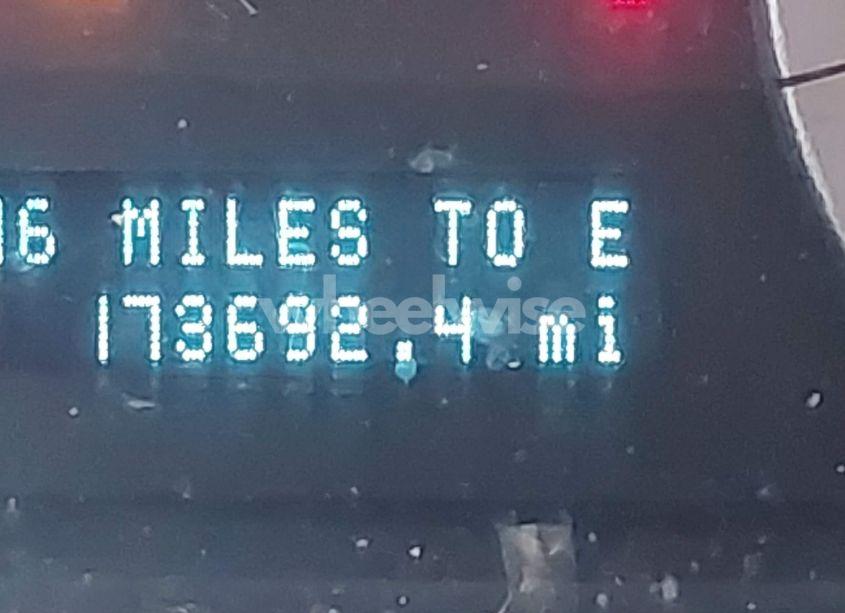 6 MILES TO E
173692.4 mi
wheelwise